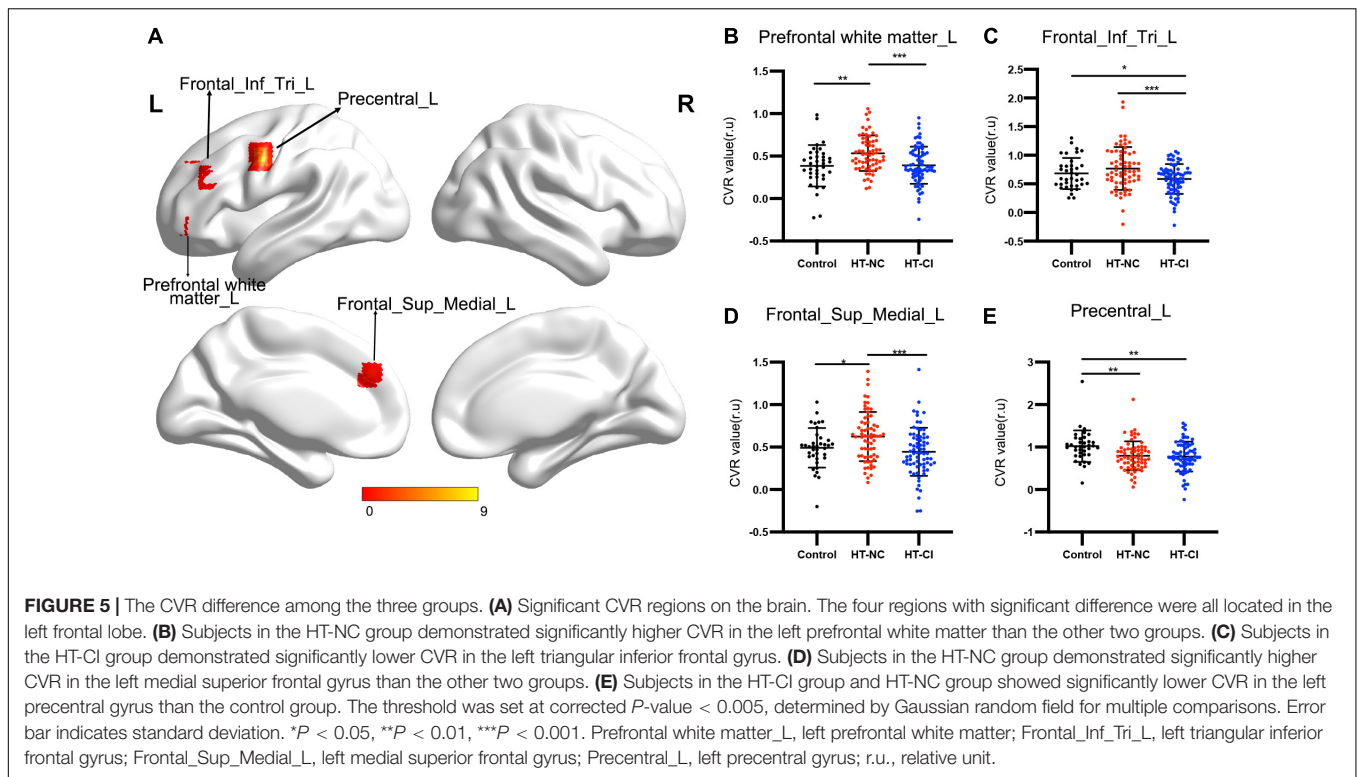 A
Frontal_Inf_Tri_L
Precentral_L
L
R
Prefrontal white
matter_L
Frontal_Sup_Medial_L
0
9
B
Prefrontal white matter_L
***
**
CVR value(r.u)
1.5
1.0
0.5
0.0
-0.5
Control
HT-NC
HT-CI
C
Frontal_Inf_Tri_L
*
***
CVR value(r.u)
2.5
2.0
1.5
1.0
0.5
0.0
-0.5
Control
HT-NC
HT-CI
D
Frontal_Sup_Medial_L
*
***
CVR value(r.u)
1.5
1.0
0.5
0.0
-0.5
Control
HT-NC
HT-CI
E
Precentral_L
**
**
CVR value(r.u)
3
2
1
0
-1
Control
HT-NC
HT-CI
FIGURE 5 | The CVR difference among the three groups. (A) Significant CVR regions on the brain. The four regions with significant difference were all located in the
left frontal lobe. (B) Subjects in the HT-NC group demonstrated significantly higher CVR in the left prefrontal white matter than the other two groups. (C) Subjects in
the HT-CI group demonstrated significantly lower CVR in the left triangular inferior frontal gyrus. (D) Subjects in the HT-NC group demonstrated significantly higher
CVR in the left medial superior frontal gyrus than the other two groups. (E) Subjects in the HT-CI group and HT-NC group showed significantly lower CVR in the left
precentral gyrus than the control group. The threshold was set at corrected P-value < 0.005, determined by Gaussian random field for multiple comparisons. Error
bar indicates standard deviation. *P < 0.05, **P < 0.01, ***P < 0.001. Prefrontal white matter_L, left prefrontal white matter; Frontal_Inf_Tri_L, left triangular inferior
frontal gyrus; Frontal_Sup_Medial_L, left medial superior frontal gyrus; Precentral_L, left precentral gyrus; r.u., relative unit.